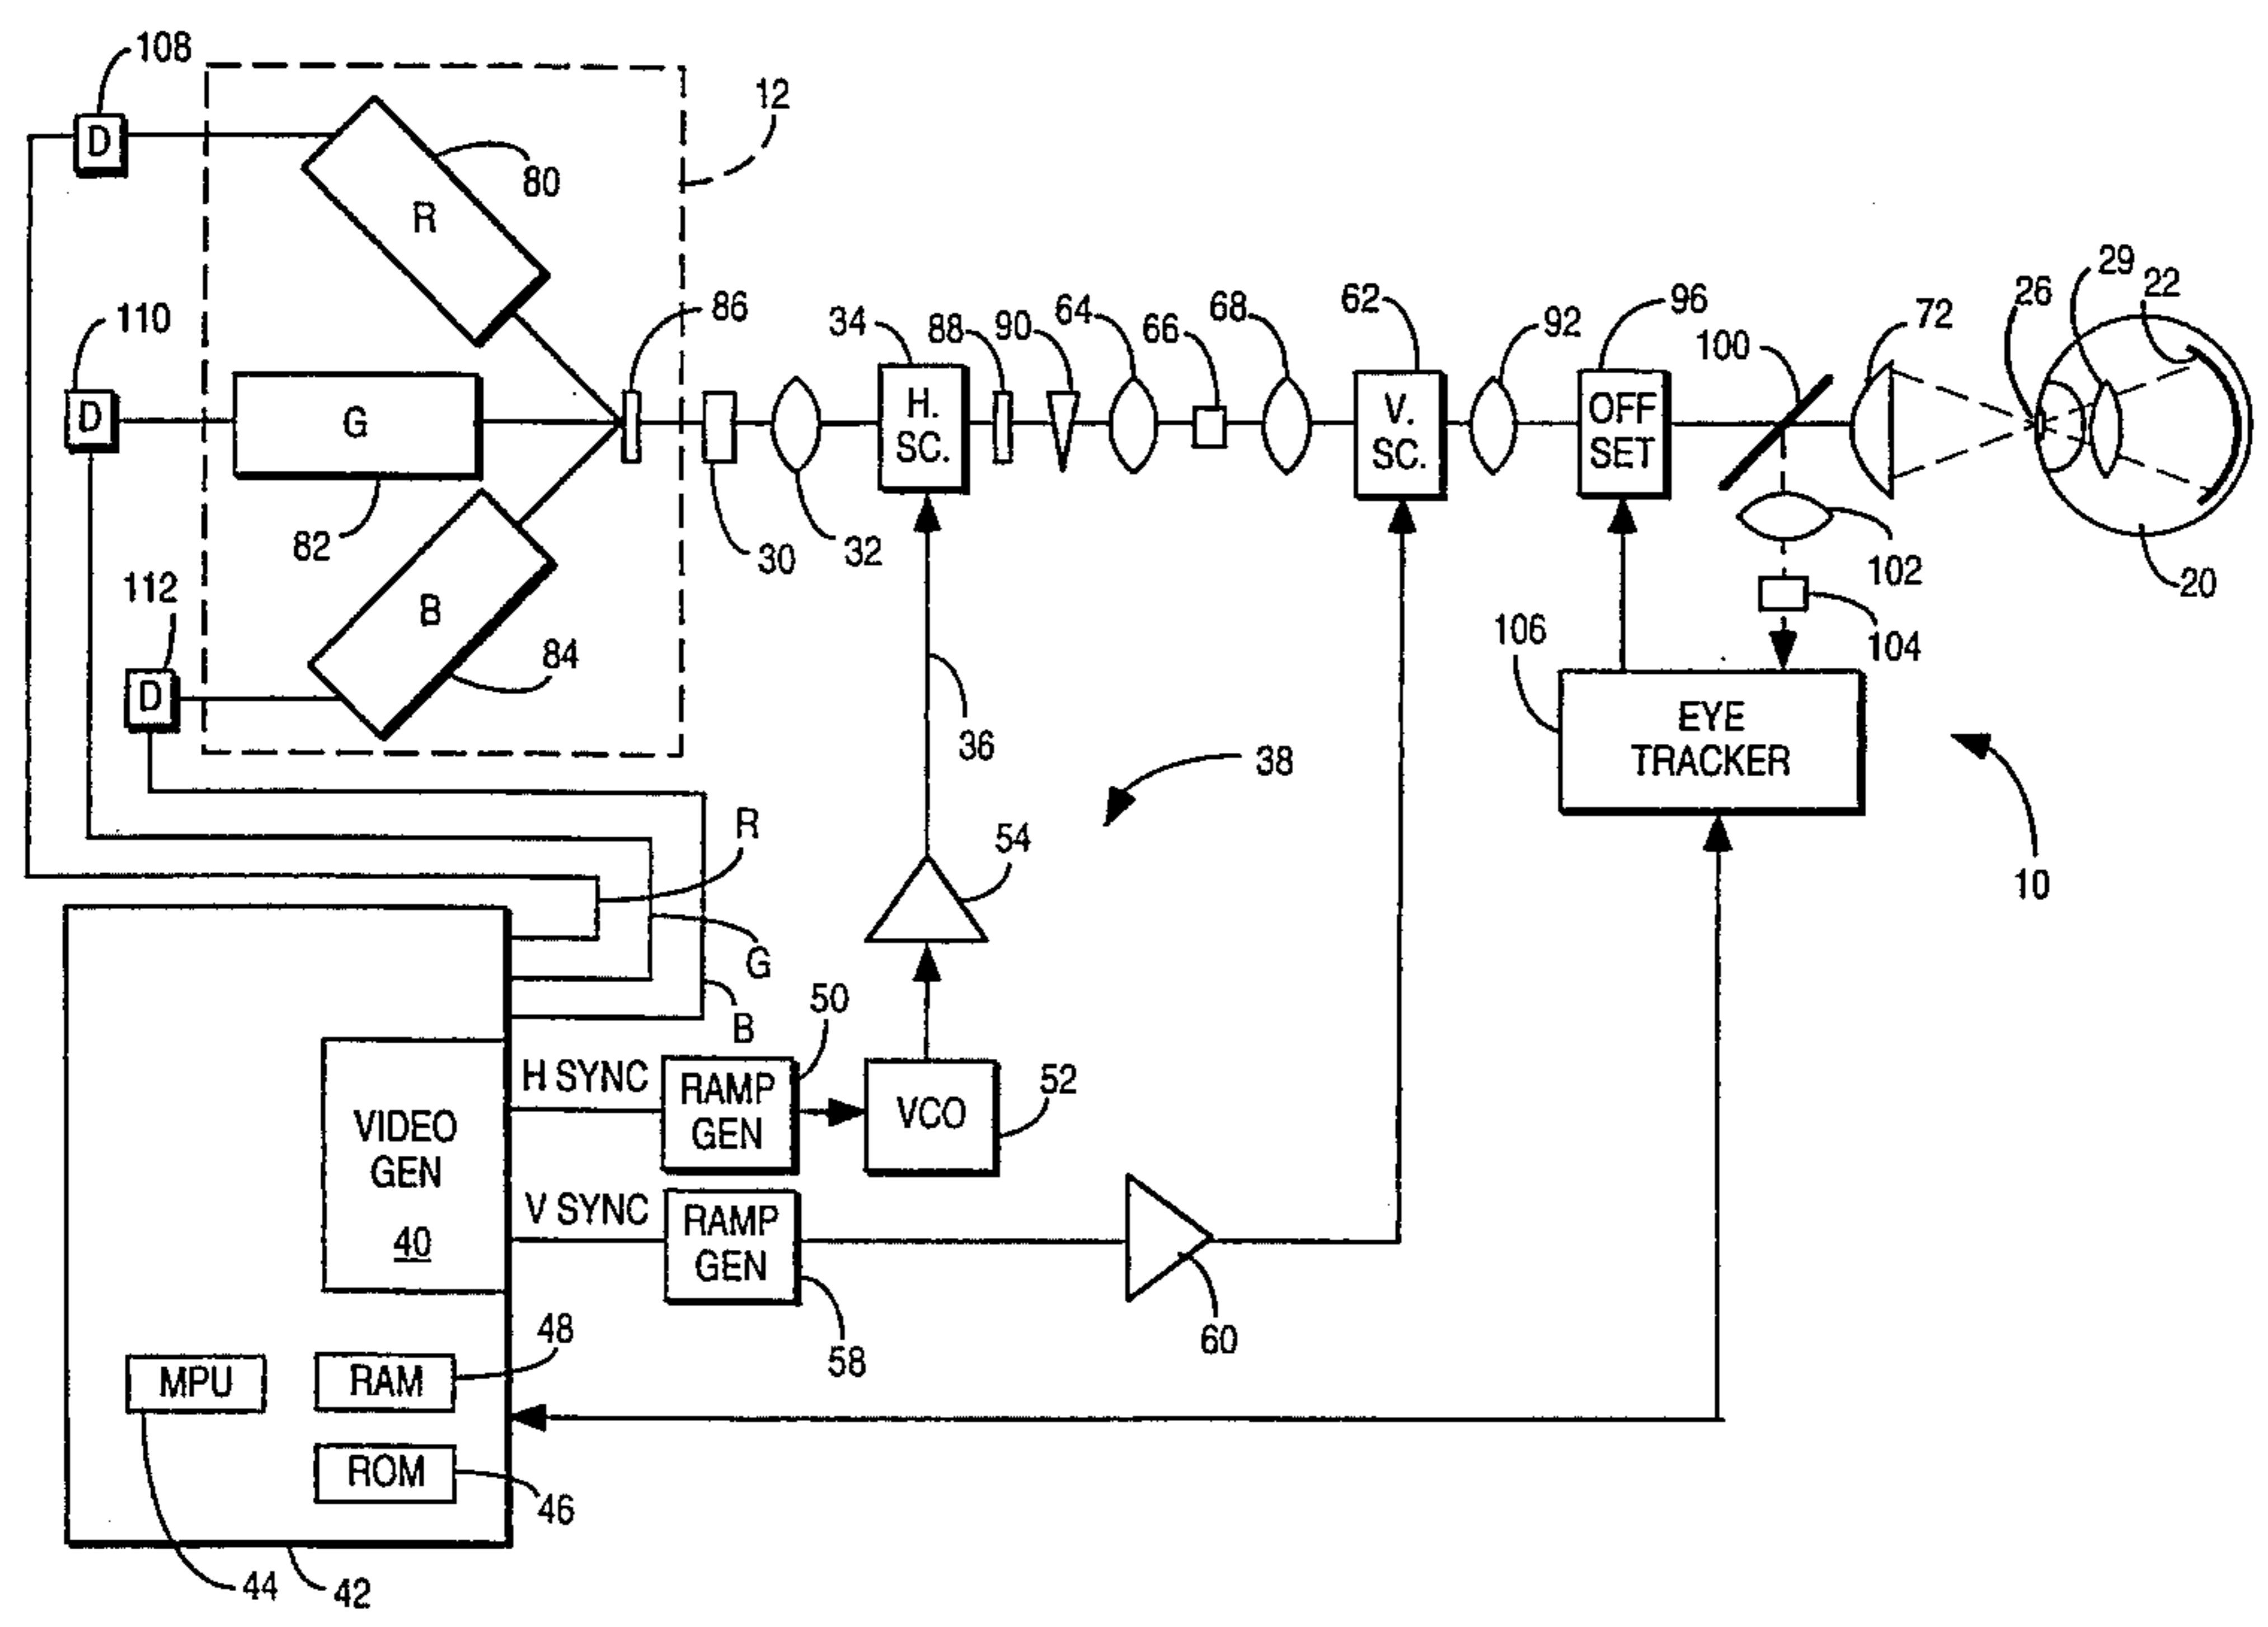 108
D
12
80
R
110
D
G
82
86
30
32
34
H.
SC.
88
90
64
66
68
62
V.
SC.
92
96
OFF
SET
100
72
26
29
22
20
102
104
112
D
B
84
106
EYE
TRACKER
10
36
38
54
R
G
B
50
H SYNC
RAMP
GEN
VCO
52
VIDEO
GEN
40
V SYNC
RAMP
GEN
58
60
48
MPU
RAM
ROM
46
44
42